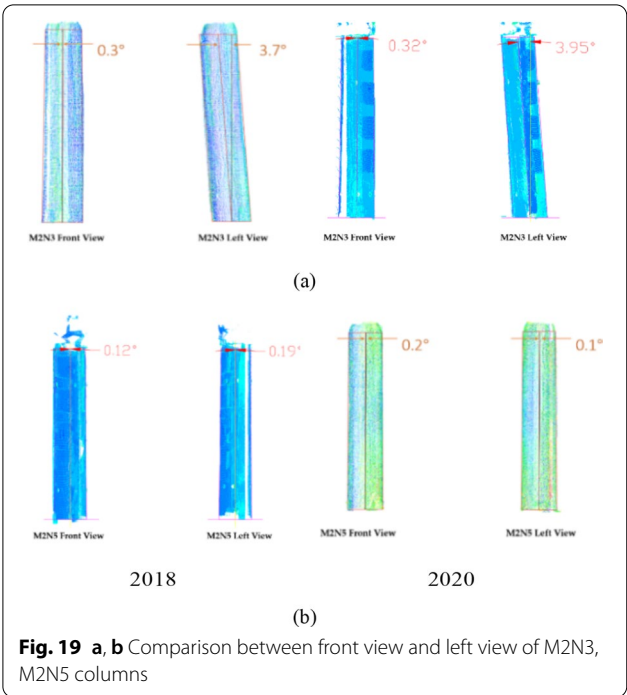 0.3° 3.7° 0.32° 3.95°
M2N3 Front View M2N3 Left View M2N3 Front View M2N3 Left View
(a)
0.12° 0.19° 0.2° 0.1°
M2N5 Front View M2N5 Left View M2N5 Front View M2N5 Left View
2018 2020
(b)
Fig. 19 a, b Comparison between front view and left view of M2N3,
M2N5 columns